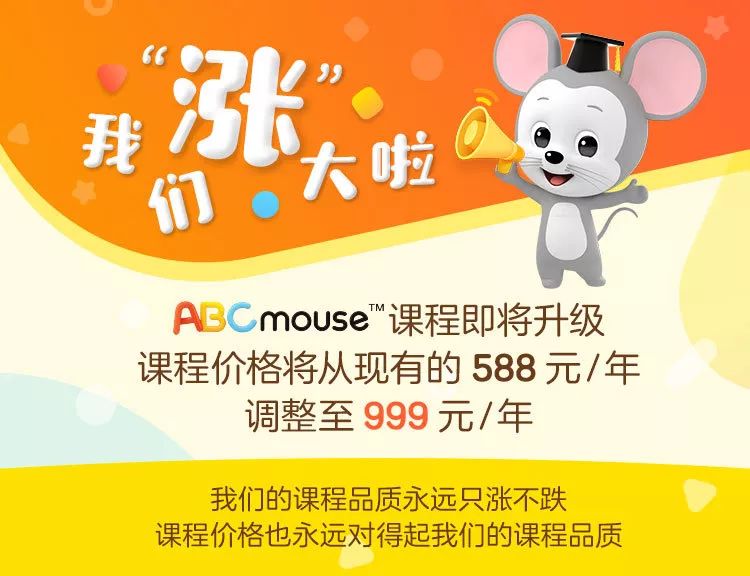 我们“涨”大啦
ABCmouse™课程即将升级
课程价格将从现有的 588 元/年
调整至 999 元/年
我们的课程品质永远只涨不跌
课程价格也永远对得起我们的课程品质